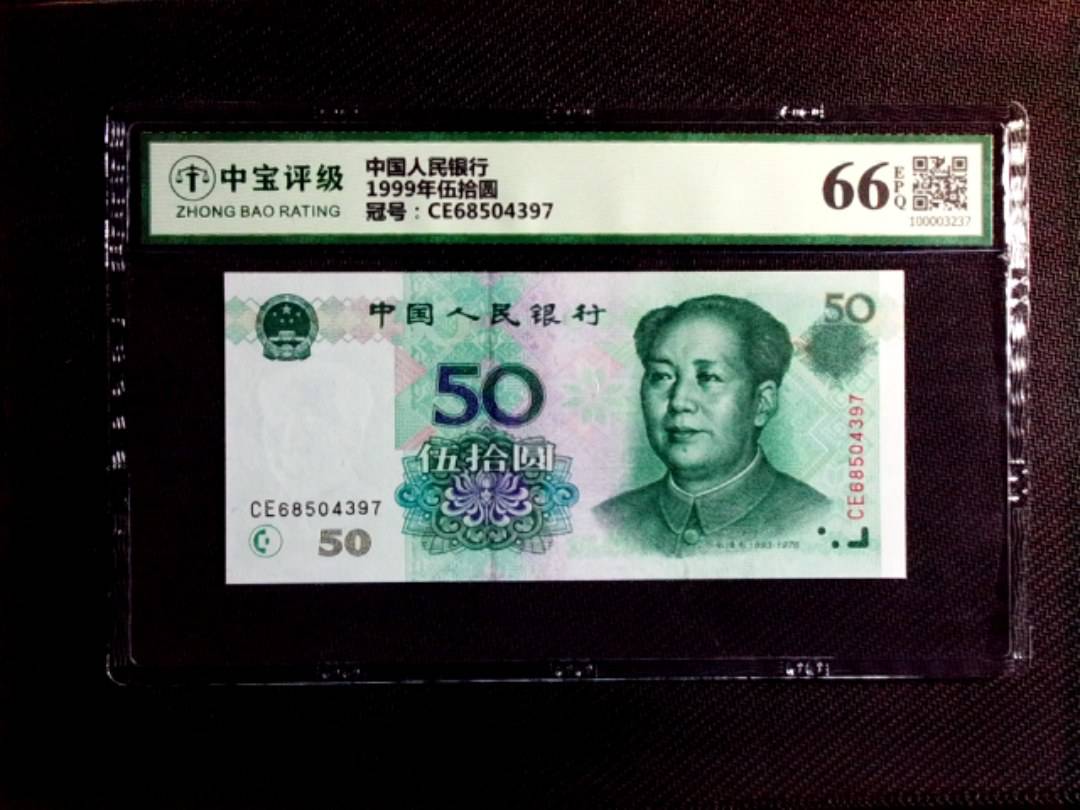 中宝评级
ZHONG BAO RATING
中国人民银行
1999年伍拾圆
冠号：CE68504397
66
EPQ
100003237
中国人民银行
50
50
伍拾圆
CE68504397
CE68504397
50